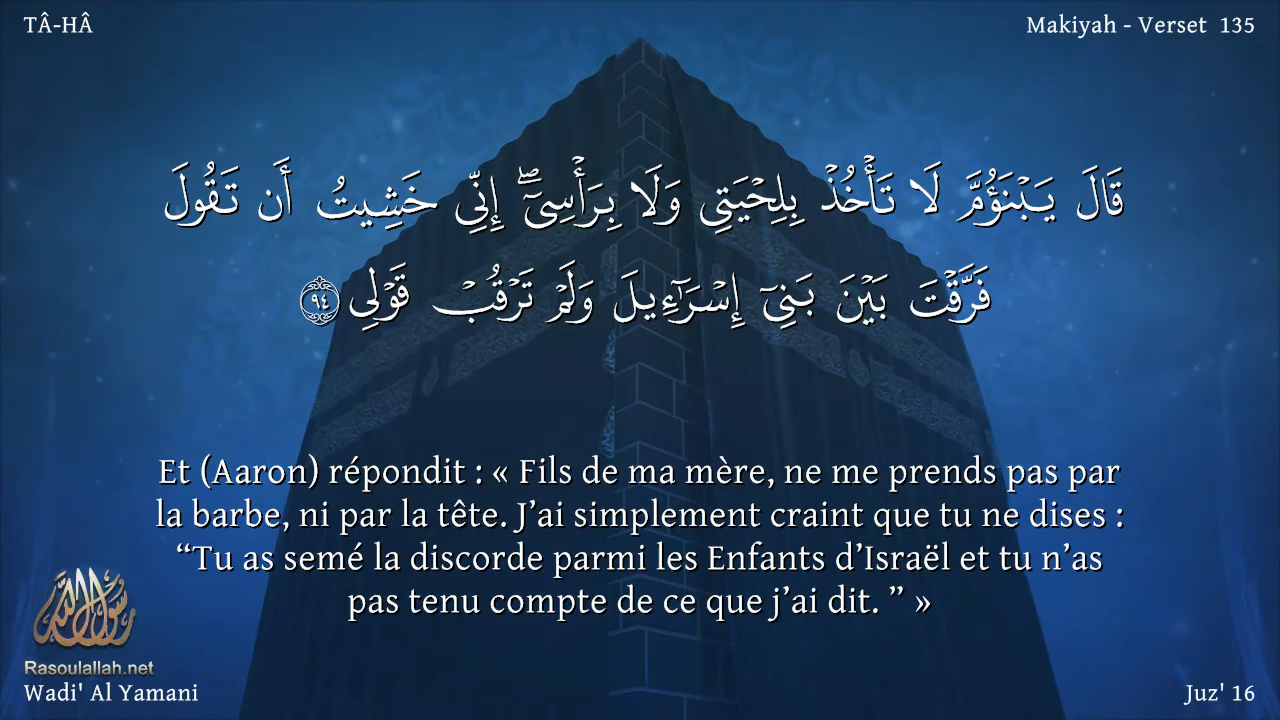 TÂ-HÂ
Makiyah - Verset 135
قَالَ يَبْنَؤُمَّ لَا تَأْخُذْ بِلِحْيَتِى وَلَا بِرَأْسِىٓ ۖ إِنِّى خَشِيتُ أَن تَقُولَ
فَرَّقْتَ بَيْنَ بَنِىٓ إِسْرَٰٓءِيلَ وَلَمْ تَرْقُبْ قَوْلِى ٩٤
Et (Aaron) répondit : « Fils de ma mère, ne me prends pas par
la barbe, ni par la tête. J’ai simplement craint que tu ne dises :
“Tu as semé la discorde parmi les Enfants d’Israël et tu n’as
pas tenu compte de ce que j’ai dit. ” »
رسول الله
Rasoulallah.net
Wadi' Al Yamani
Juz' 16